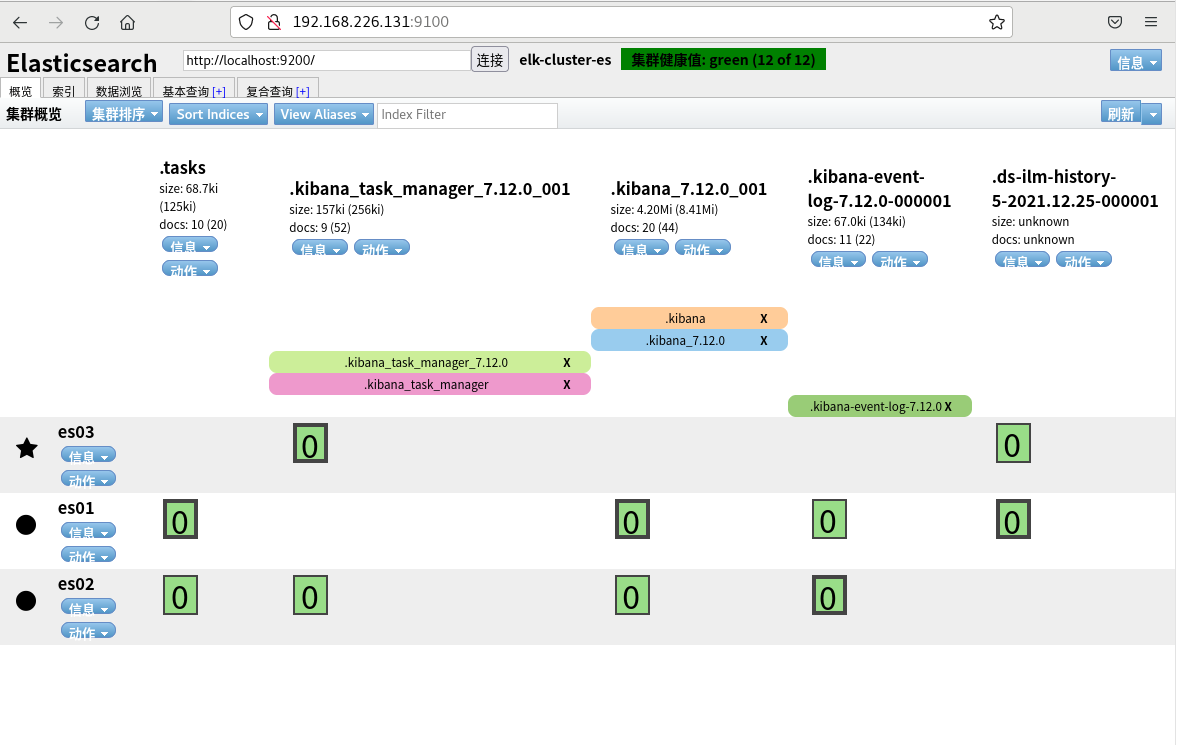 192.168.226.131:9100
Elasticsearch http://localhost:9200/ 连接 elk-cluster-es 集群健康值: green (12 of 12) 信息
概览 索引 数据浏览 基本查询 [+] 复合查询 [+]
集群概览 集群排序 Sort Indices View Aliases Index Filter 刷新
.tasks
size: 68.7ki
(125ki)
docs: 10 (20)
信息
动作
.kibana_task_manager_7.12.0_001
size: 157ki (256ki)
docs: 9 (52)
信息 动作
.kibana_7.12.0_001
size: 4.20Mi (8.41Mi)
docs: 20 (44)
信息 动作
.kibana-event-
log-7.12.0-000001
size: 67.0ki (134ki)
docs: 11 (22)
信息 动作
.ds-ilm-history-
5-2021.12.25-000001
size: unknown
docs: unknown
信息 动作
.kibana X
.kibana_7.12.0 X
.kibana_task_manager_7.12.0 X
.kibana_task_manager X
.kibana-event-log-7.12.0 X
es03
信息
动作
0 0
es01
信息
动作
0 0 0 0
es02
信息
动作
0 0 0 0